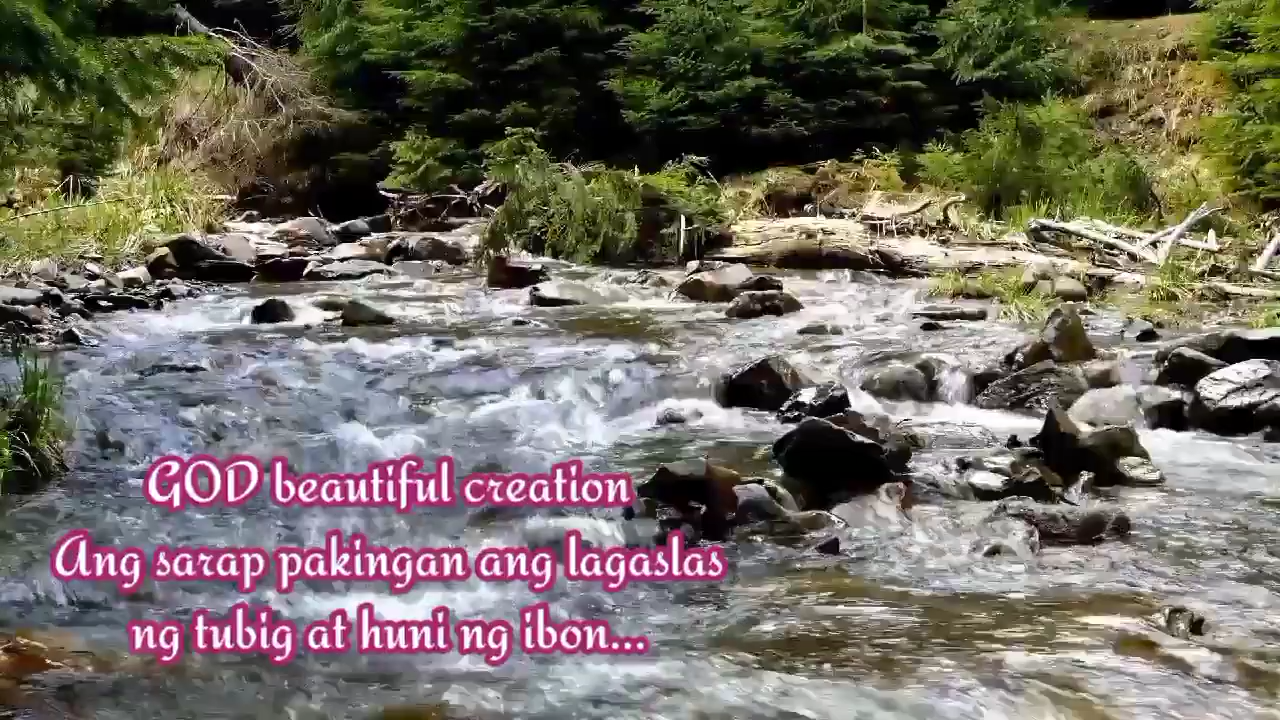 GOD beautiful creation
Ang sarap pakingan ang lagaslas
ng tubig at huni ng ibon...